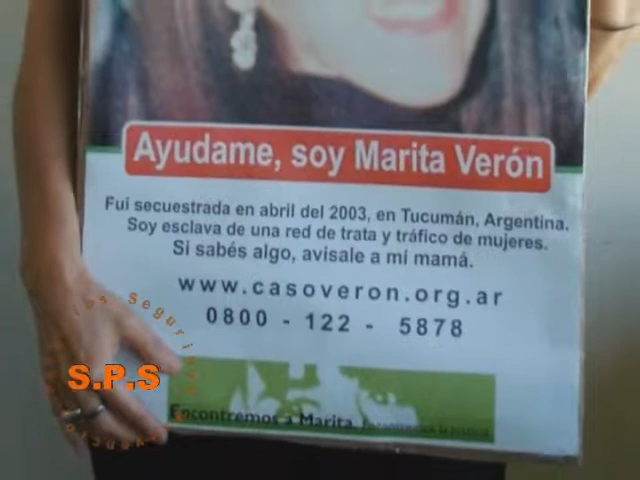 Ayudame, soy Marita Verón
Fui secuestrada en abril del 2003, en Tucumán, Argentina.
Soy esclava de una red de trata y tráfico de mujeres.
Si sabés algo, avisale a mi mamá.
www.casoveron.org.ar
0800 - 122 - 5878
S.P.S
Encontremos a Marita.